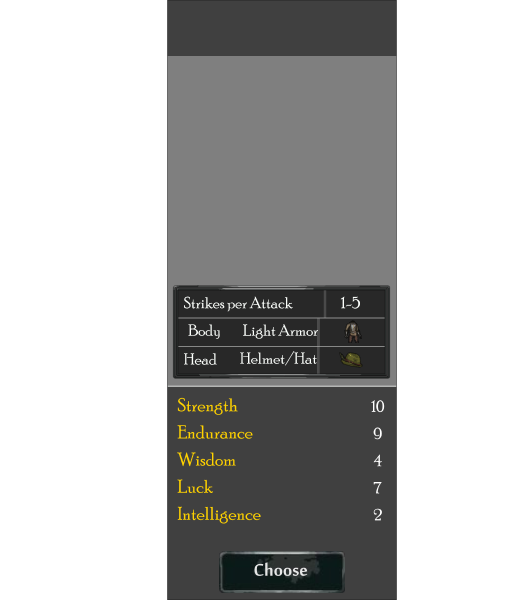 Strikes per Attack 1-5
Body Light Armor
Head Helmet/Hat
Strength 10
Endurance 9
Wisdom 4
Luck 7
Intelligence 2
Choose